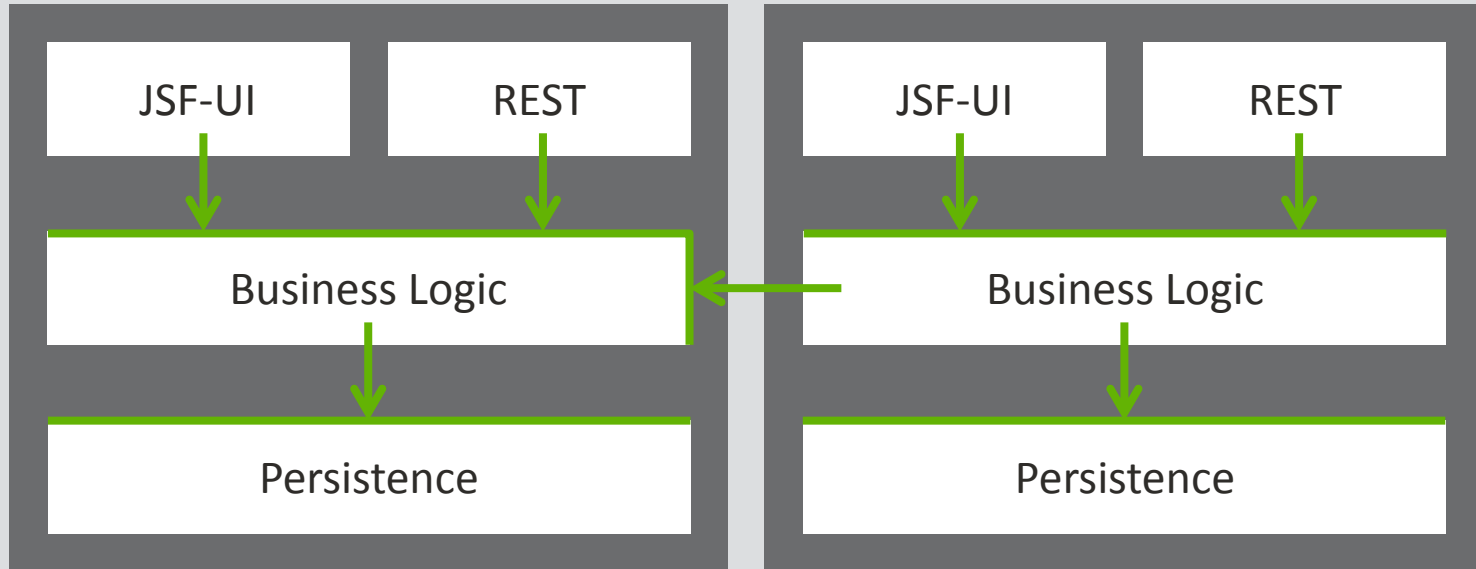 JSF-UI
REST
Business Logic
Persistence
JSF-UI
REST
Business Logic
Persistence